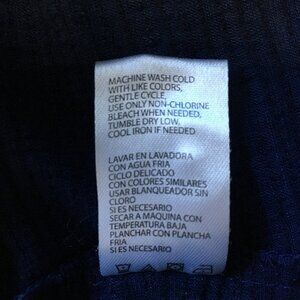 MACHINE WASH COLD
WITH LIKE COLORS,
GENTLE CYCLE,
USE ONLY NON-CHLORINE
BLEACH WHEN NEEDED,
TUMBLE DRY LOW,
COOL IRON IF NEEDED
LAVAR EN LAVADORA
CON AGUA FRIA
CICLO DELICADO
CON COLORES SIMILARES
USAR BLANQUEADOR SIN
CLORO
SI ES NECESARIO
SECAR A MAQUINA CON
TEMPERATURA BAJA
PLANCHAR CON PLANCHA
FRIA
SI ES NECESARIO